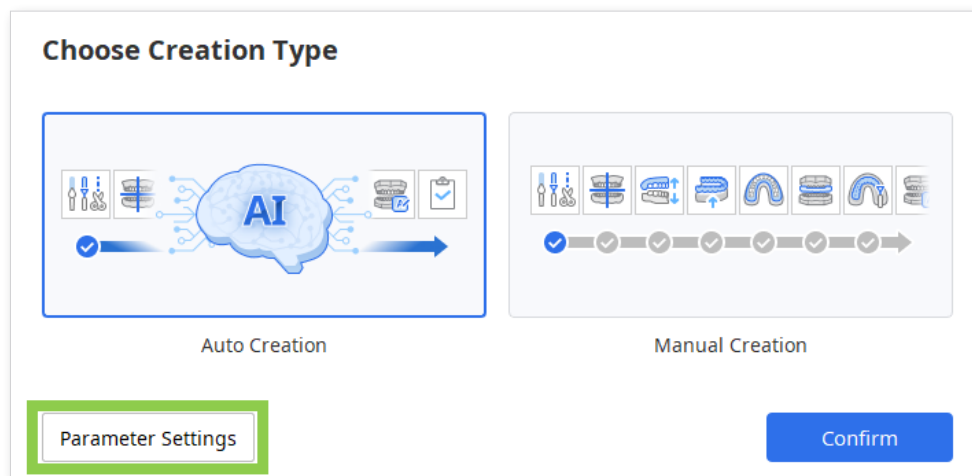 Choose Creation Type
AI
Auto Creation
Manual Creation
Parameter Settings
Confirm